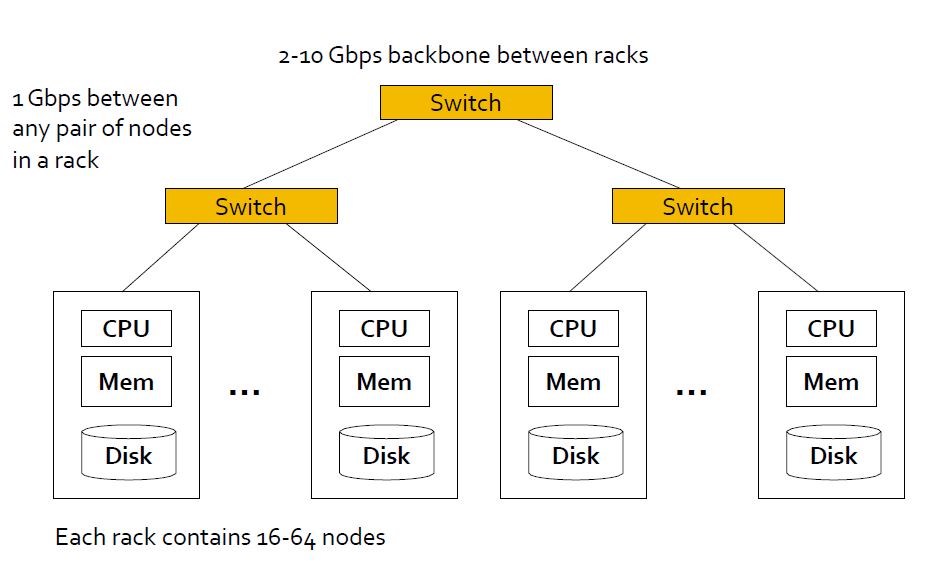 2-10 Gbps backbone between racks
1 Gbps between
any pair of nodes
in a rack
Switch
Switch
Switch
CPU
Mem
Disk
...
CPU
Mem
Disk
CPU
Mem
Disk
...
CPU
Mem
Disk
Each rack contains 16-64 nodes